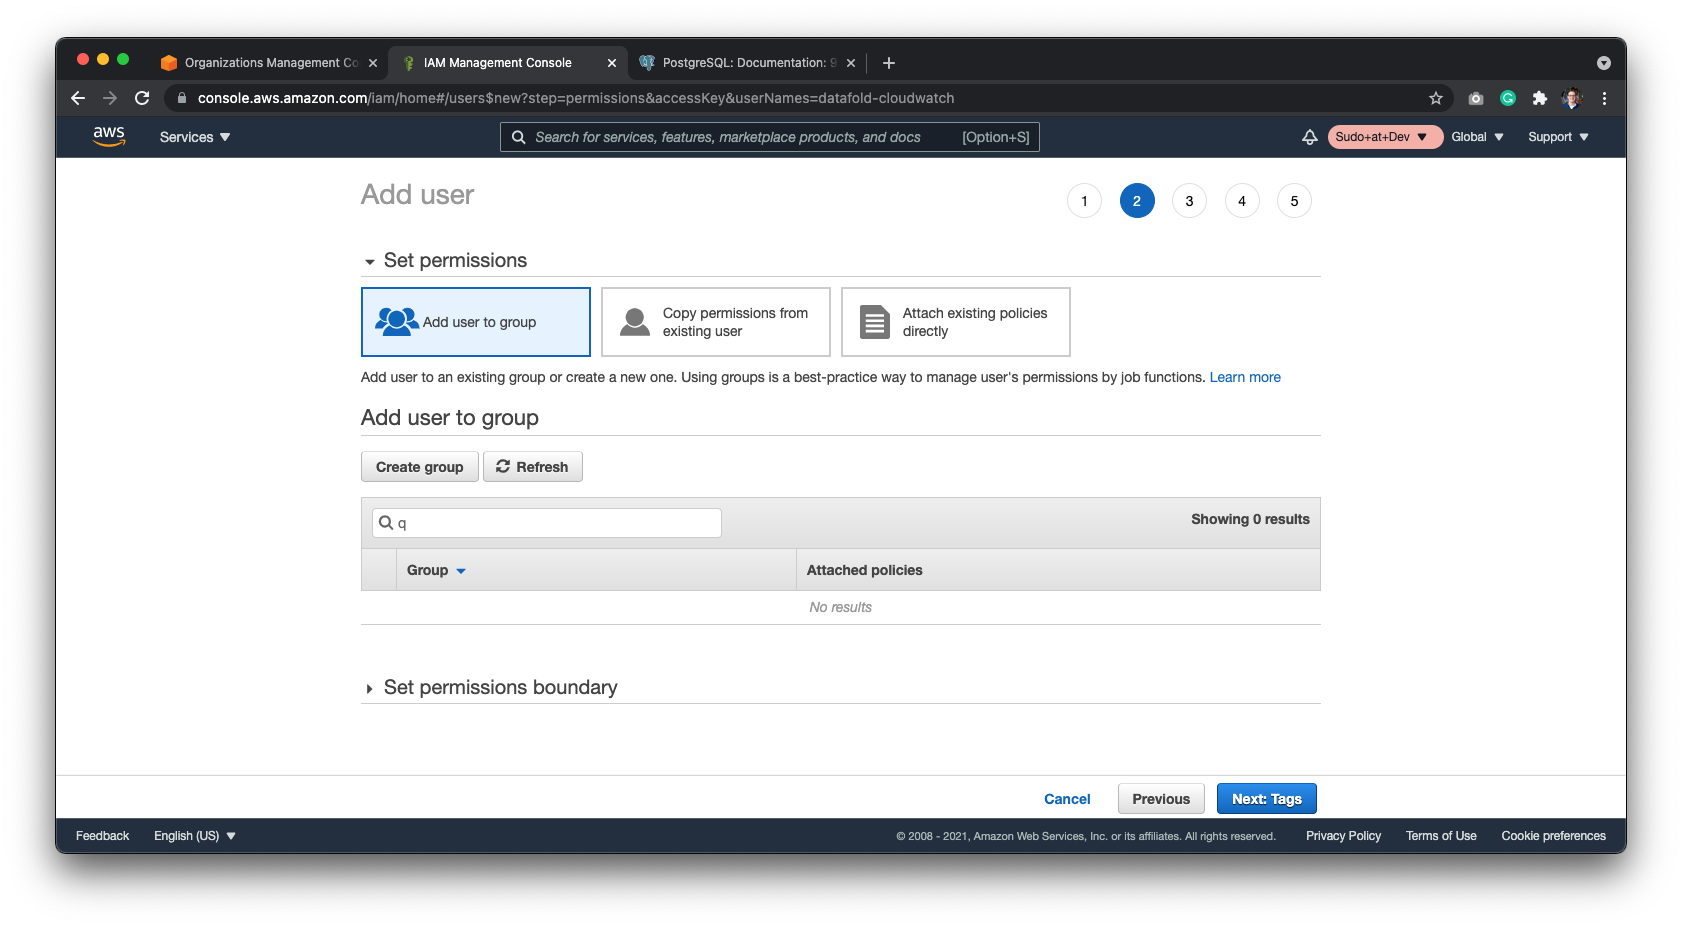 Organizations Management Co
IAM Management Console
PostgreSQL: Documentation: 9
console.aws.amazon.com/iam/home#/users$new?step=permissions&accessKey&userNames=datafold-cloudwatch
aws
Services
Search for services, features, marketplace products, and docs
[Option+S]
Sudo+at+Dev
Global
Support
Add user
1
2
3
4
5
Set permissions
Add user to group
Copy permissions from
existing user
Attach existing policies
directly
Add user to an existing group or create a new one. Using groups is a best-practice way to manage user's permissions by job functions. Learn more
Add user to group
Create group
Refresh
q
Showing 0 results
Group
Attached policies
No results
Set permissions boundary
Cancel
Previous
Next: Tags
Feedback
English (US)
© 2008 - 2021, Amazon Web Services, Inc. or its affiliates. All rights reserved.
Privacy Policy
Terms of Use
Cookie preferences